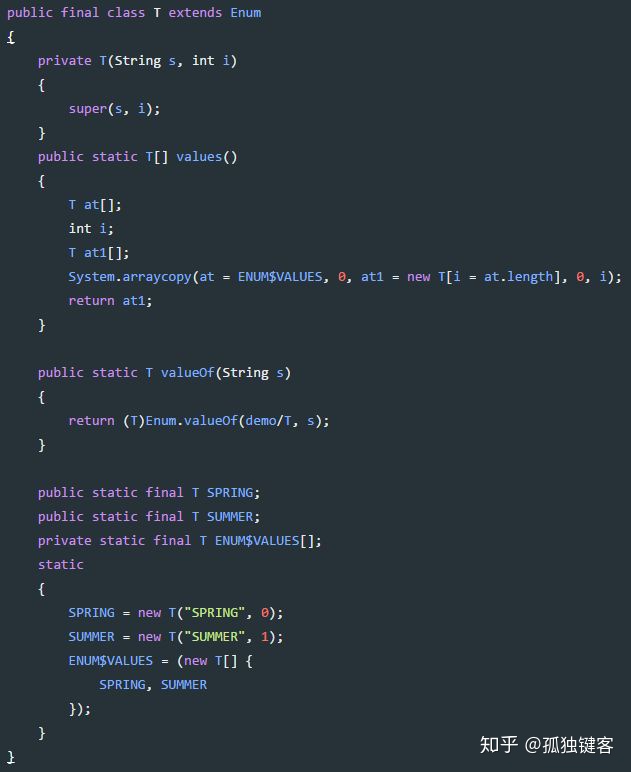 public final class T extends Enum
{
    private T(String s, int i)
    {
        super(s, i);
    }
    public static T[] values()
    {
        T at[];
        int i;
        T at1[];
        System.arraycopy(at = ENUM$VALUES, 0, at1 = new T[i = at.length], 0, i);
        return at1;
    }

    public static T valueOf(String s)
    {
        return (T)Enum.valueOf(demo/T, s);
    }

    public static final T SPRING;
    public static final T SUMMER;
    private static final T ENUM$VALUES[];
    static
    {
        SPRING = new T("SPRING", 0);
        SUMMER = new T("SUMMER", 1);
        ENUM$VALUES = (new T[] {
            SPRING, SUMMER
        });
    }
}
知乎 @孤独键客